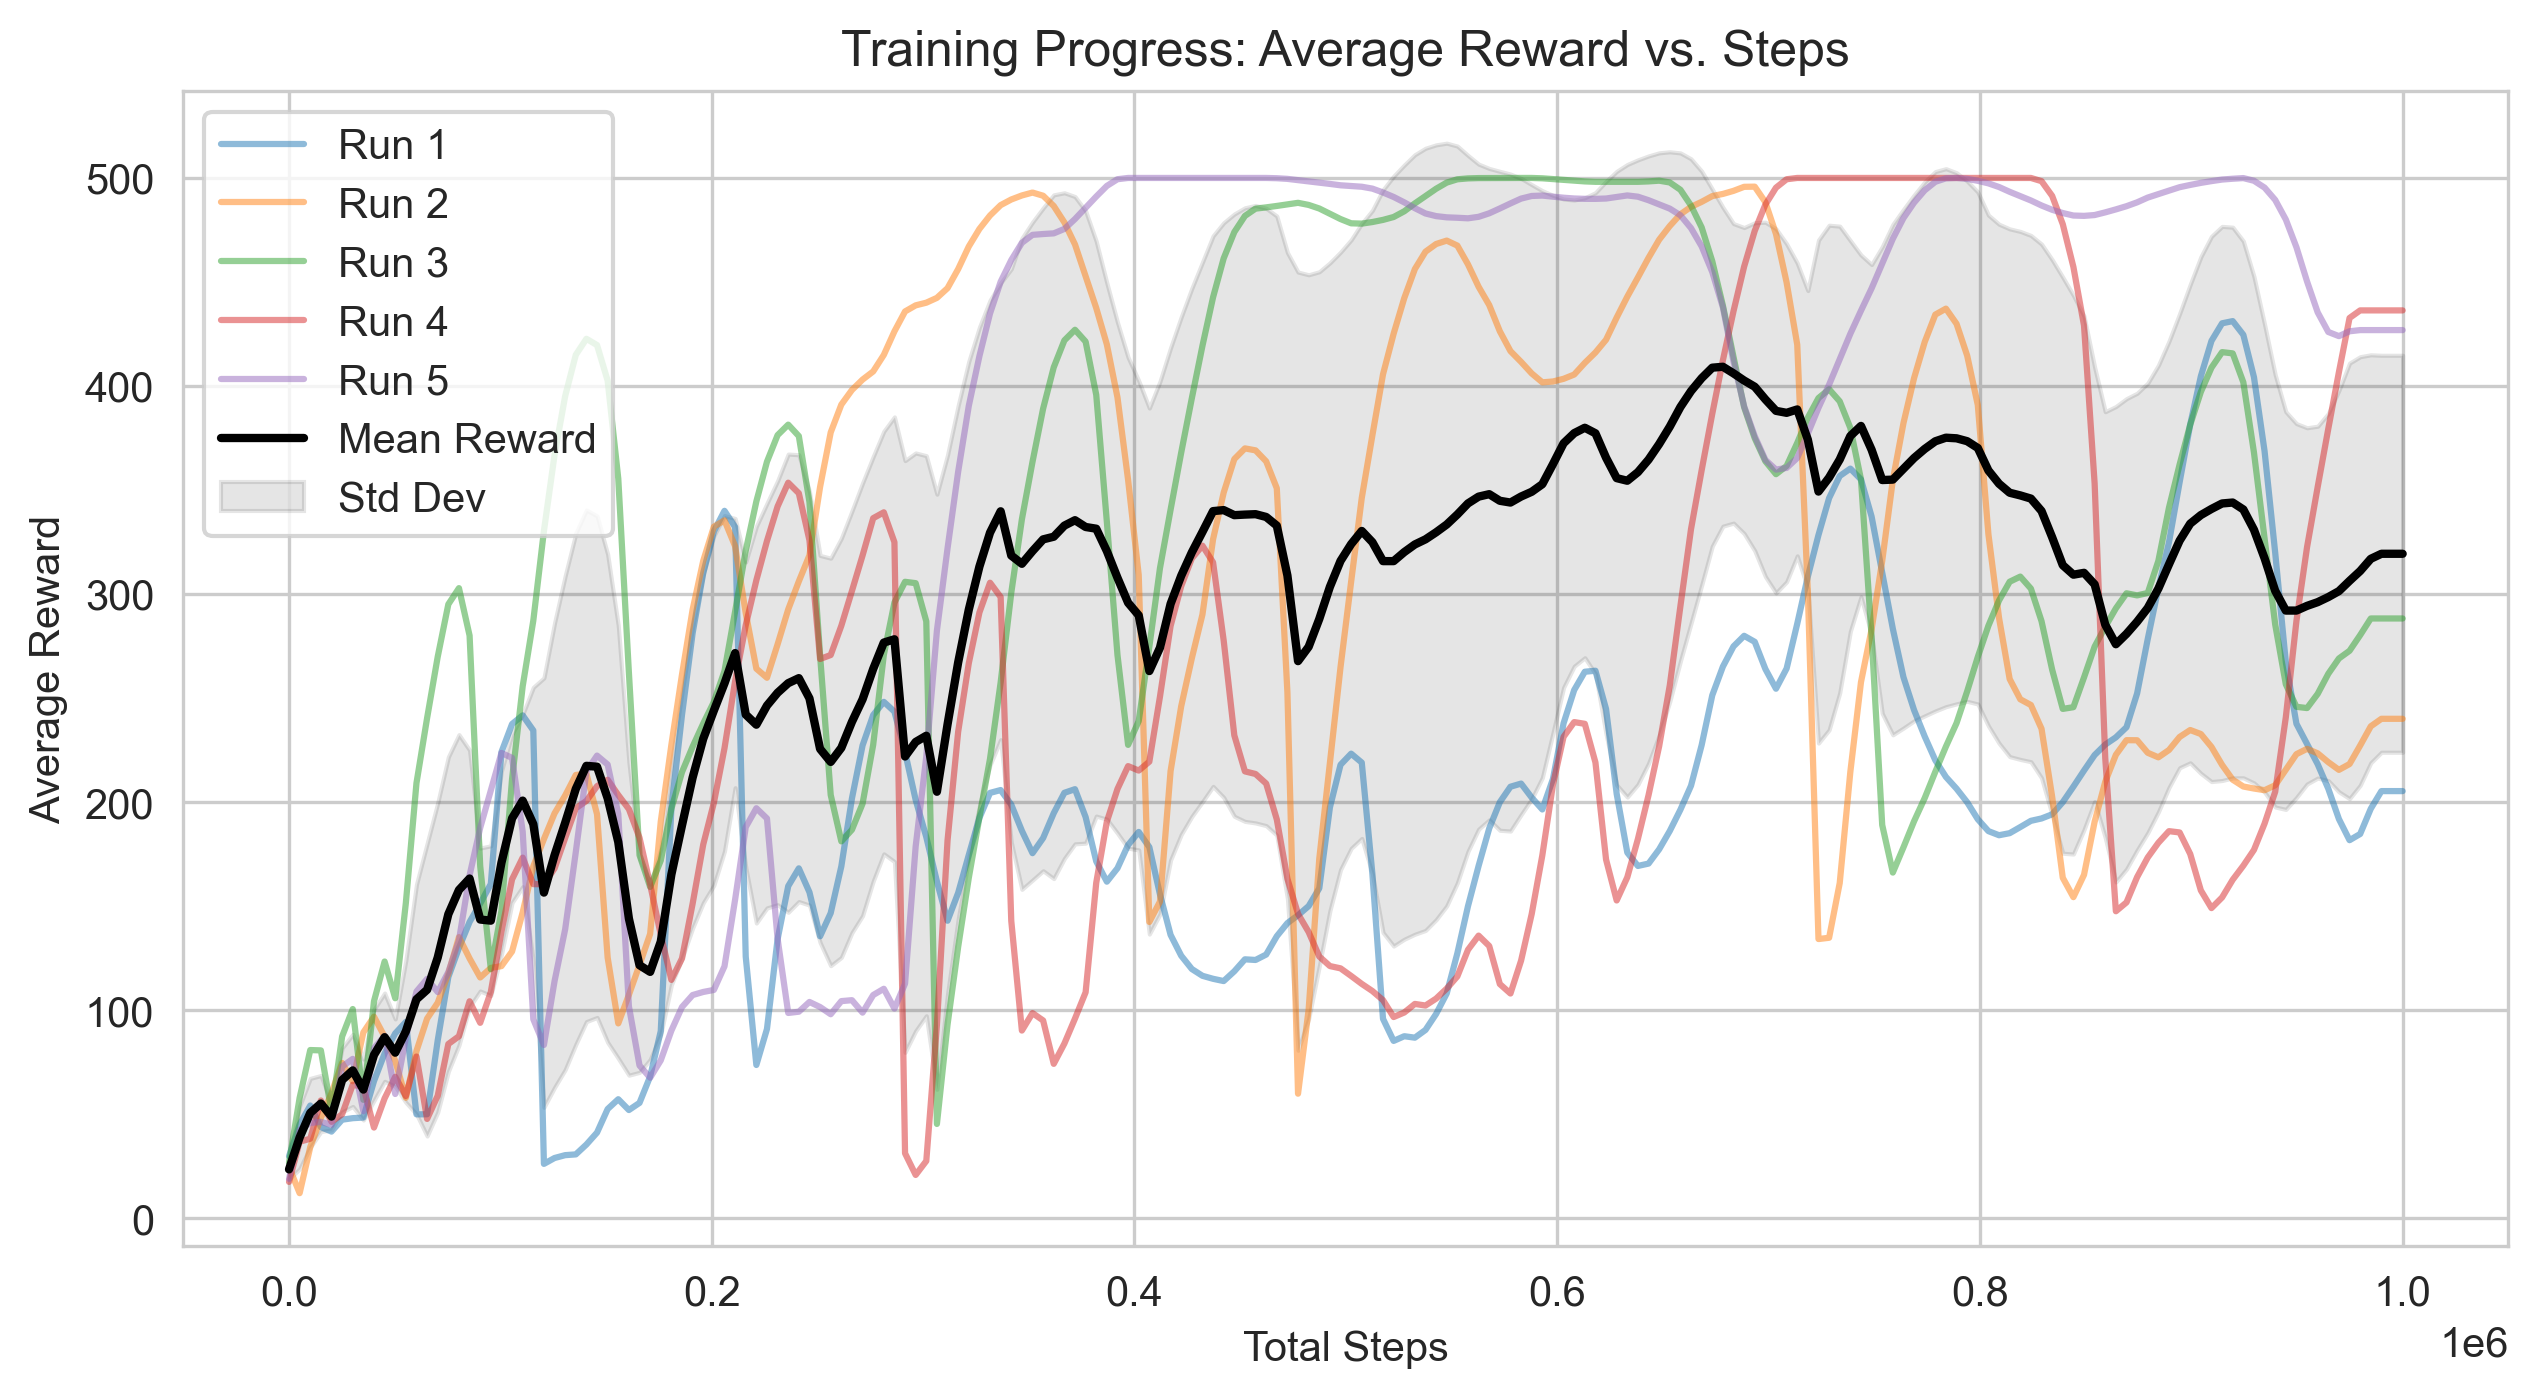 Training Progress: Average Reward vs. Steps
Run 1
Run 2
Run 3
Run 4
Run 5
Mean Reward
Std Dev
Average Reward
500
400
300
200
100
0
0.0 0.2 0.4 0.6 0.8 1.0
1e6
Total Steps